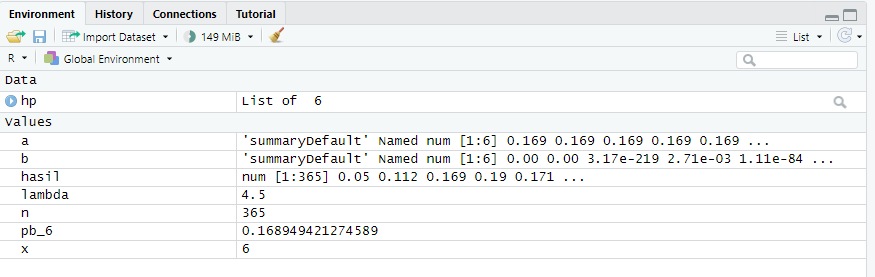 Environment History Connections Tutorial
Import Dataset 149 MiB List
R Global Environment
Data
hp List of 6
Values
a 'summaryDefault' Named num [1:6] 0.169 0.169 0.169 0.169 0.169 ...
b 'summaryDefault' Named num [1:6] 0.00 0.00 3.17e-219 2.71e-03 1.11e-84 ...
hasil num [1:365] 0.05 0.112 0.169 0.19 0.171 ...
lambda 4.5
n 365
pb_6 0.168949421274589
x 6